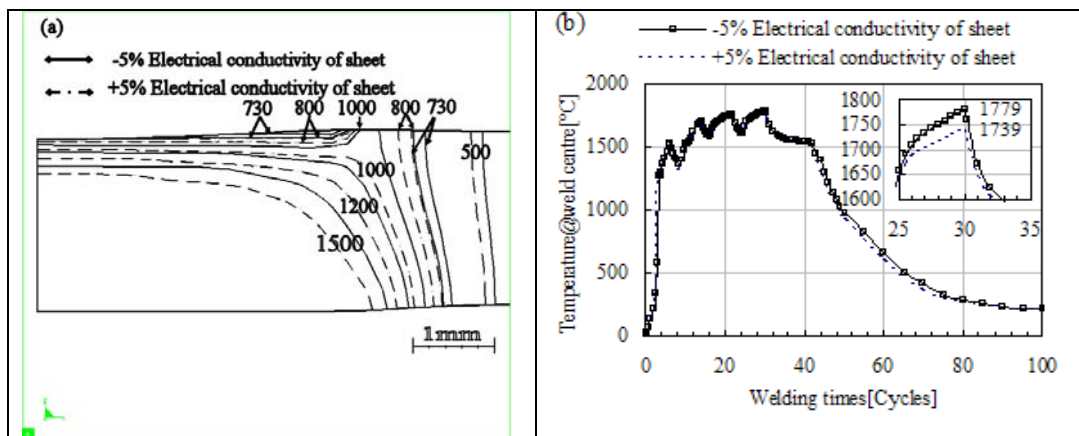 (a)
-5% Electrical conductivity of sheet
+5% Electrical conductivity of sheet
730 800 1000 800 730
500
1000
1200
1500
1mm
(b)
-5% Electrical conductivity of sheet
+5% Electrical conductivity of sheet
Temperature@weld centre[°C]
2000
1500
1000
500
0
0 20 40 60 80 100
Welding times[Cycles]
1800
1750
1700
1650
1600
25 30 35
1779
1739